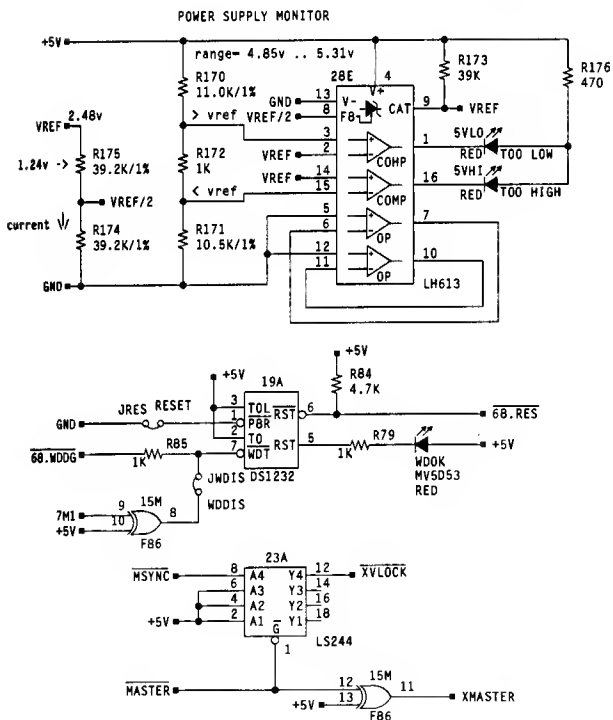 POWER SUPPLY MONITOR
+5V
range= 4.85v .. 5.31v
R170
11.0K/1%
28E
4
V+
R173
39K
R176
470
GND
13
V-
VREF/2
8
FB
CAT
9
VREF
2.48v
VREF
> vref
3
1
5VLO
COMP
RED
TOO LOW
1.24v ->
R175
39.2K/1%
R172
1K
VREF
2
VREF
14
16
5VHI
< vref
15
COMP
RED
TOO HIGH
VREF/2
current
R174
39.2K/1%
R171
10.5K/1%
5
6
7
OP
12
11
10
OP
GND
LM613
+5V
+5V
19A
R84
4.7K
3
TOL
RST
6
68.RES
JRES
RESET
GND
1
PBR
2
TO
RST
5
R79
1K
+5V
68.WDDG
R85
1K
7
WDT
DS1232
WDOK
MV5D53
RED
JWDIS
WDDIS
15M
7M1
9
+5V
10
8
F86
23A
MSYNC
8
A4
Y4
12
XVLOCK
6
A3
Y3
14
4
A2
Y2
16
+5V
2
A1
Y1
18
G
LS244
1
MASTER
15M
12
+5V
13
11
XMASTER
F86